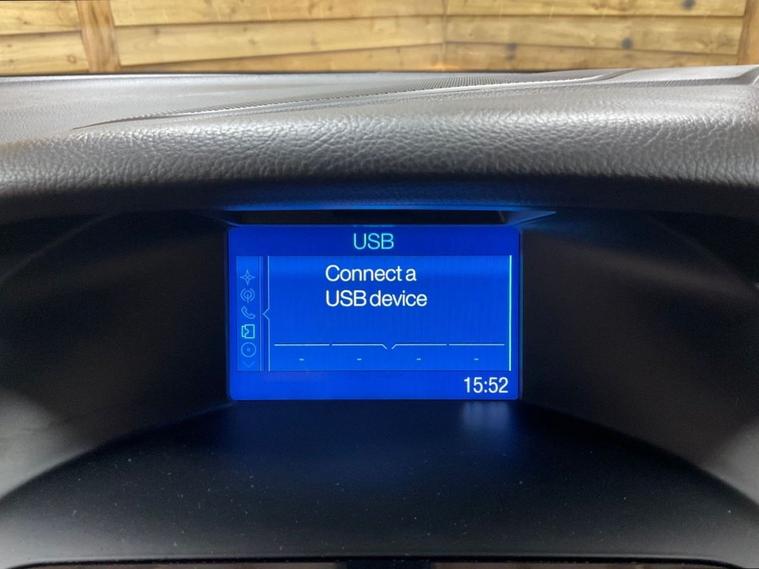 USB
Connect a
USB device
- - - -
15:52